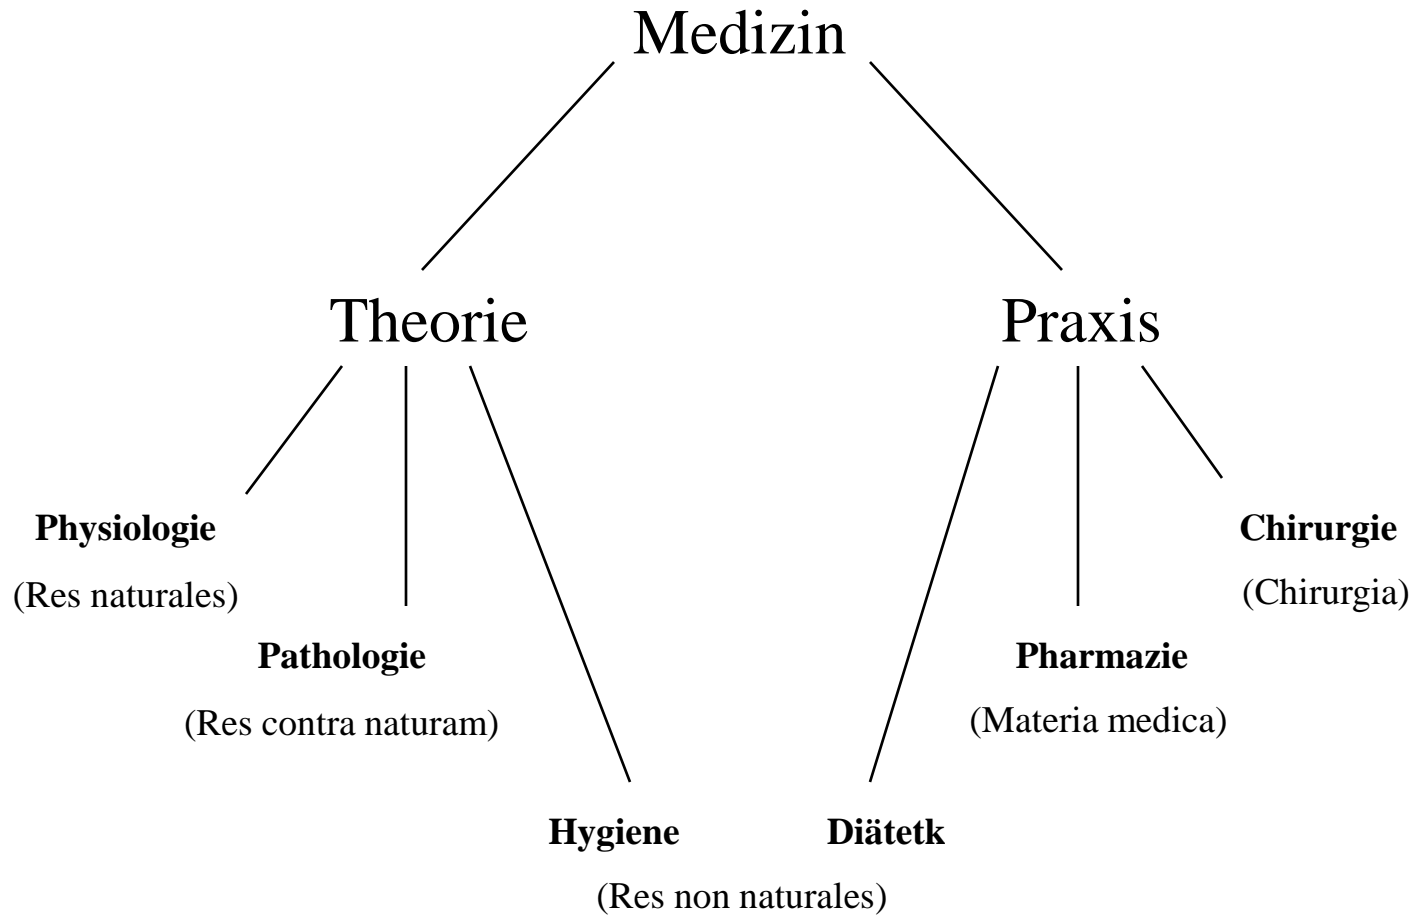 Medizin
Theorie
Praxis
Physiologie
(Res naturales)
Pathologie
(Res contra naturam)
Hygiene
Diätetk
(Res non naturales)
Pharmazie
(Materia medica)
Chirurgie
(Chirurgia)